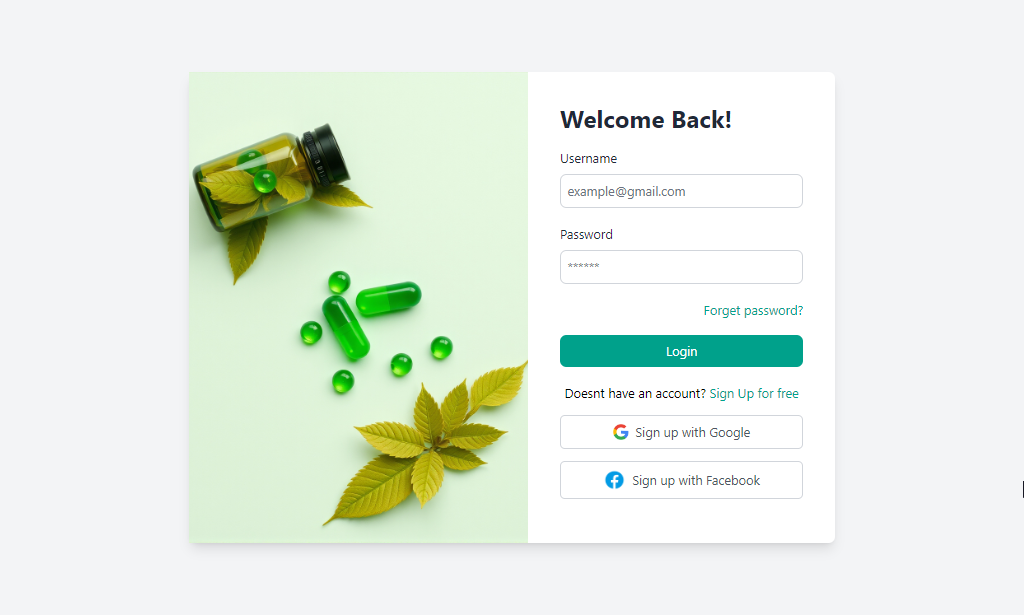 Welcome Back!
Username
example@gmail.com
Password
******
Forget password?
Login
Doesnt have an account? Sign Up for free
Sign up with Google
Sign up with Facebook